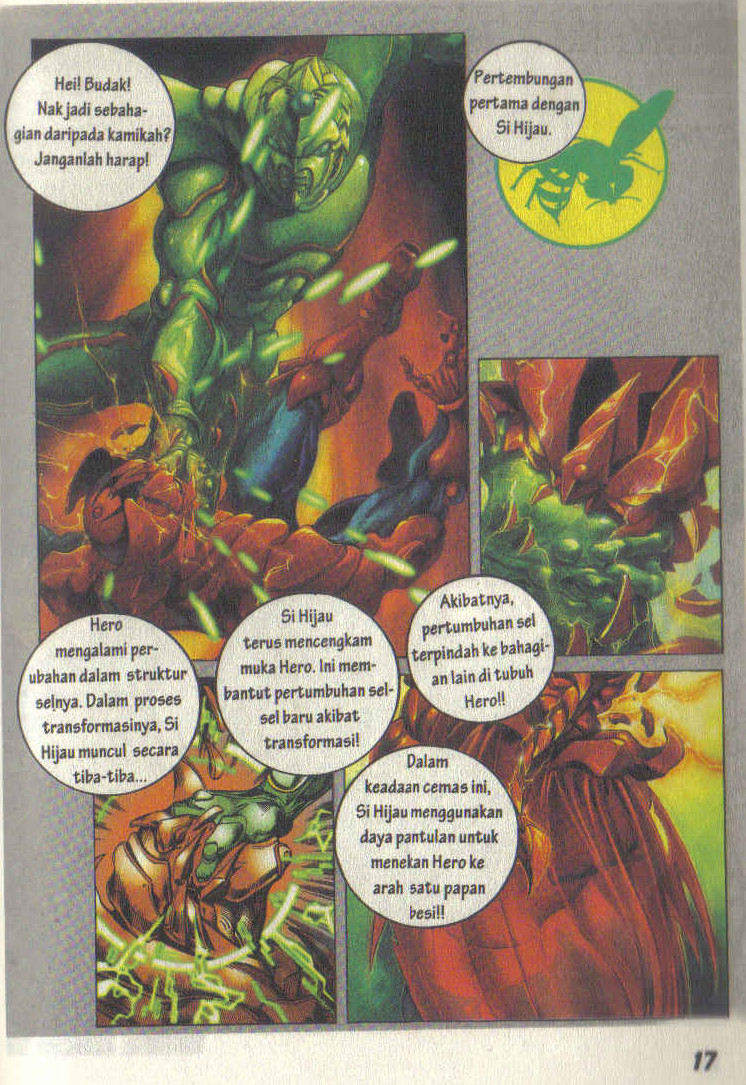 Hei! Budak!
Nak jadi sebaha-
gian daripada kamikah?
Janganlah harap!
Pertembungan
pertama dengan
Si Hijau.
Hero
mengalami per-
ubahan dalam struktur
selnya. Dalam proses
transformasinya, Si
Hijau muncul secara
tiba-tiba...
Si Hijau
terus mencengkam
muka Hero. Ini mem-
bantut pertumbuhan sel-
sel baru akibat
transformasi!
Akibatnya,
pertumbuhan sel
terpindah ke bahagi-
an lain di tubuh
Hero!!
Dalam
keadaan cemas ini,
Si Hijau menggunakan
daya pantulan untuk
menekan Hero ke
arah satu papan
besi!!
17